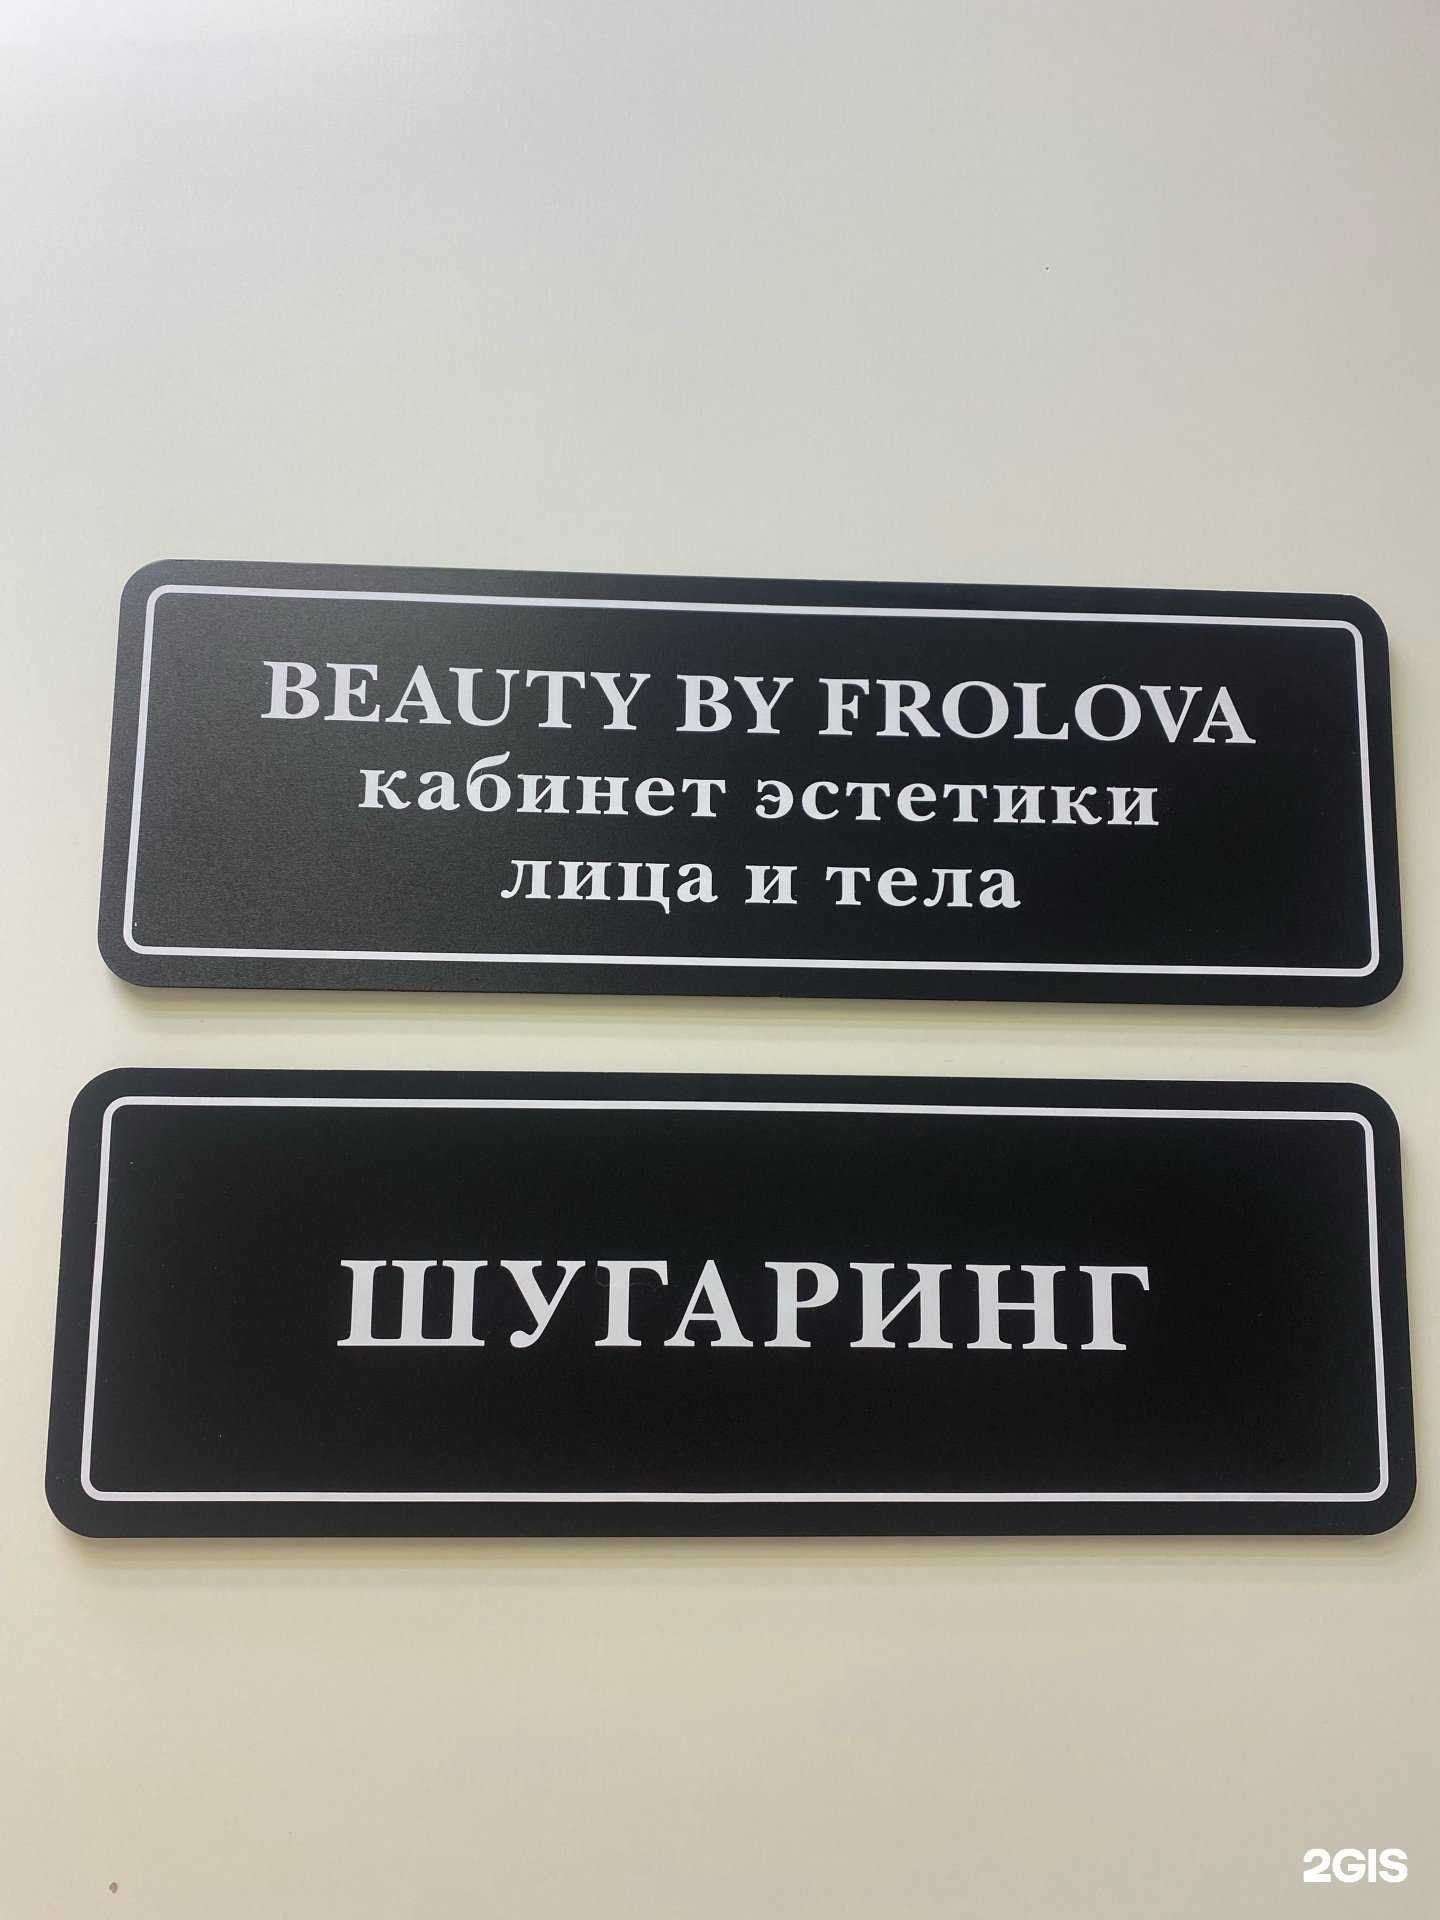 BEAUTY BY FROLOVA
кабинет эстетики
лица и тела
ШУГАРИНГ
2GIS